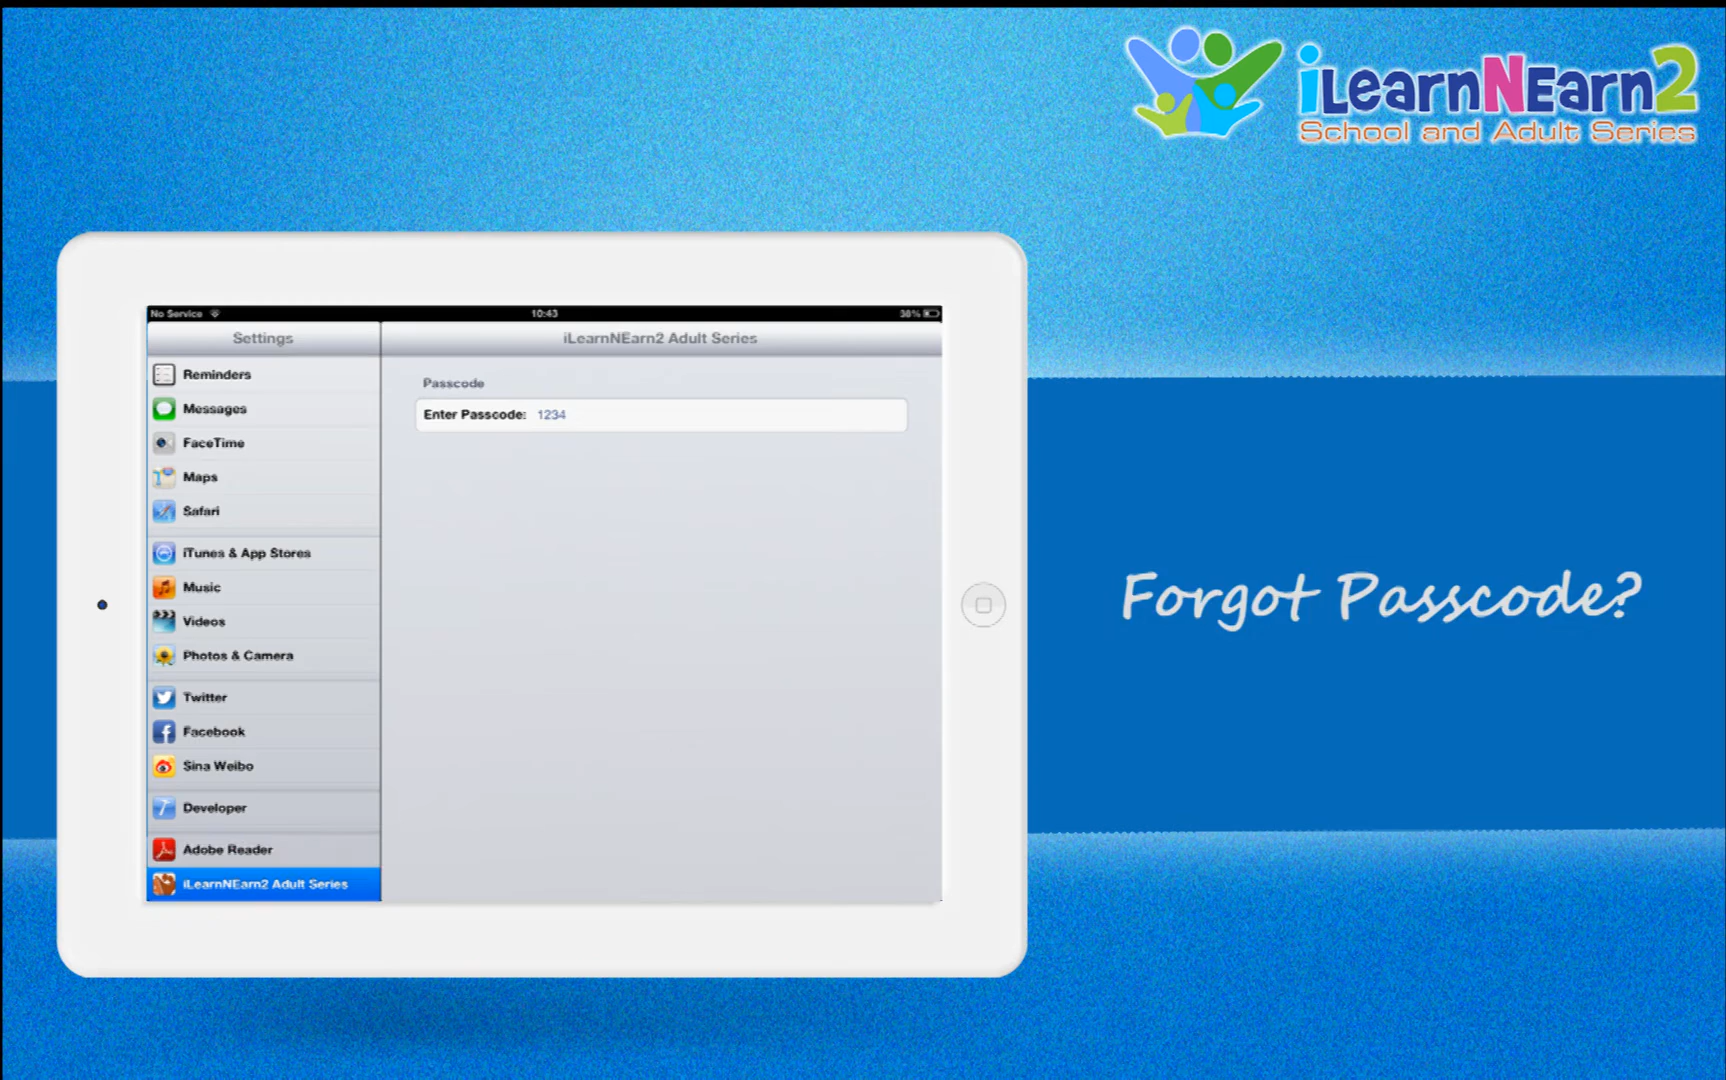 iLearnNEarn2
School and Adult Series
No Service
10:43
38%
Settings
iLearnNEarn2 Adult Series
Reminders
Messages
FaceTime
Maps
Safari
iTunes & App Stores
Music
Videos
Photos & Camera
Twitter
Facebook
Sina Weibo
Developer
Adobe Reader
iLearnNEarn2 Adult Series
Passcode
Enter Passcode: 1234
Forgot Passcode?